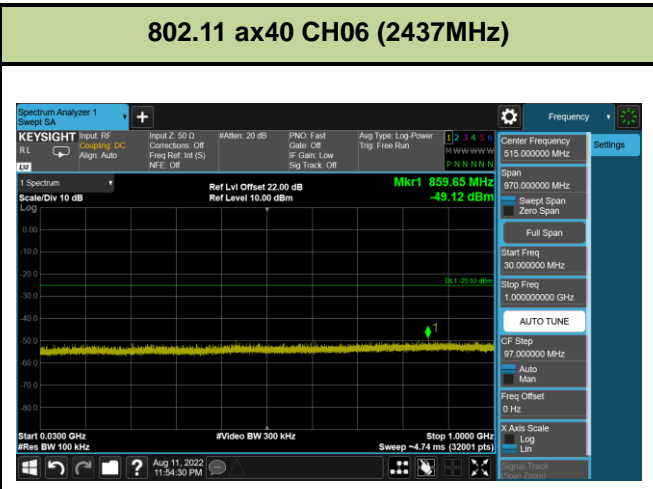 802.11 ax40 CH06 (2437MHz)
Spectrum Analyzer 1
Swept SA
+
Frequency
KEYSIGHT
RL
LXI
Input: RF
Coupling: DC
Align: Auto
Input Z: 50 Ω
Corrections: Off
Freq Ref: Int (S)
NFE: Off
#Atten: 20 dB
PNO: Fast
Gate: Off
IF Gain: Low
Sig Track: Off
Avg Type: Log-Power
Trig: Free Run
1 2 3 4 5 6
M W W W W W
P N N N N N
1 Spectrum
Scale/Div 10 dB
Log
Ref Lvl Offset 22.00 dB
Ref Level 10.00 dBm
Mkr1 859.65 MHz
-49.12 dBm
0.00
-10.0
-20.0
DL1 -25.03 dBm
-30.0
-40.0
1
-50.0
-60.0
-70.0
-80.0
Start 0.0300 GHz
#Res BW 100 kHz
#Video BW 300 kHz
Stop 1.0000 GHz
Sweep ~4.74 ms (32001 pts)
Center Frequency
515.000000 MHz
Settings
Span
970.000000 MHz
Swept Span
Zero Span
Full Span
Start Freq
30.000000 MHz
Stop Freq
1.000000000 GHz
AUTO TUNE
CF Step
97.000000 MHz
Auto
Man
Freq Offset
0 Hz
X Axis Scale
Log
Lin
Signal Track
(Span Zoom)
?
Aug 11, 2022
11:54:30 PM